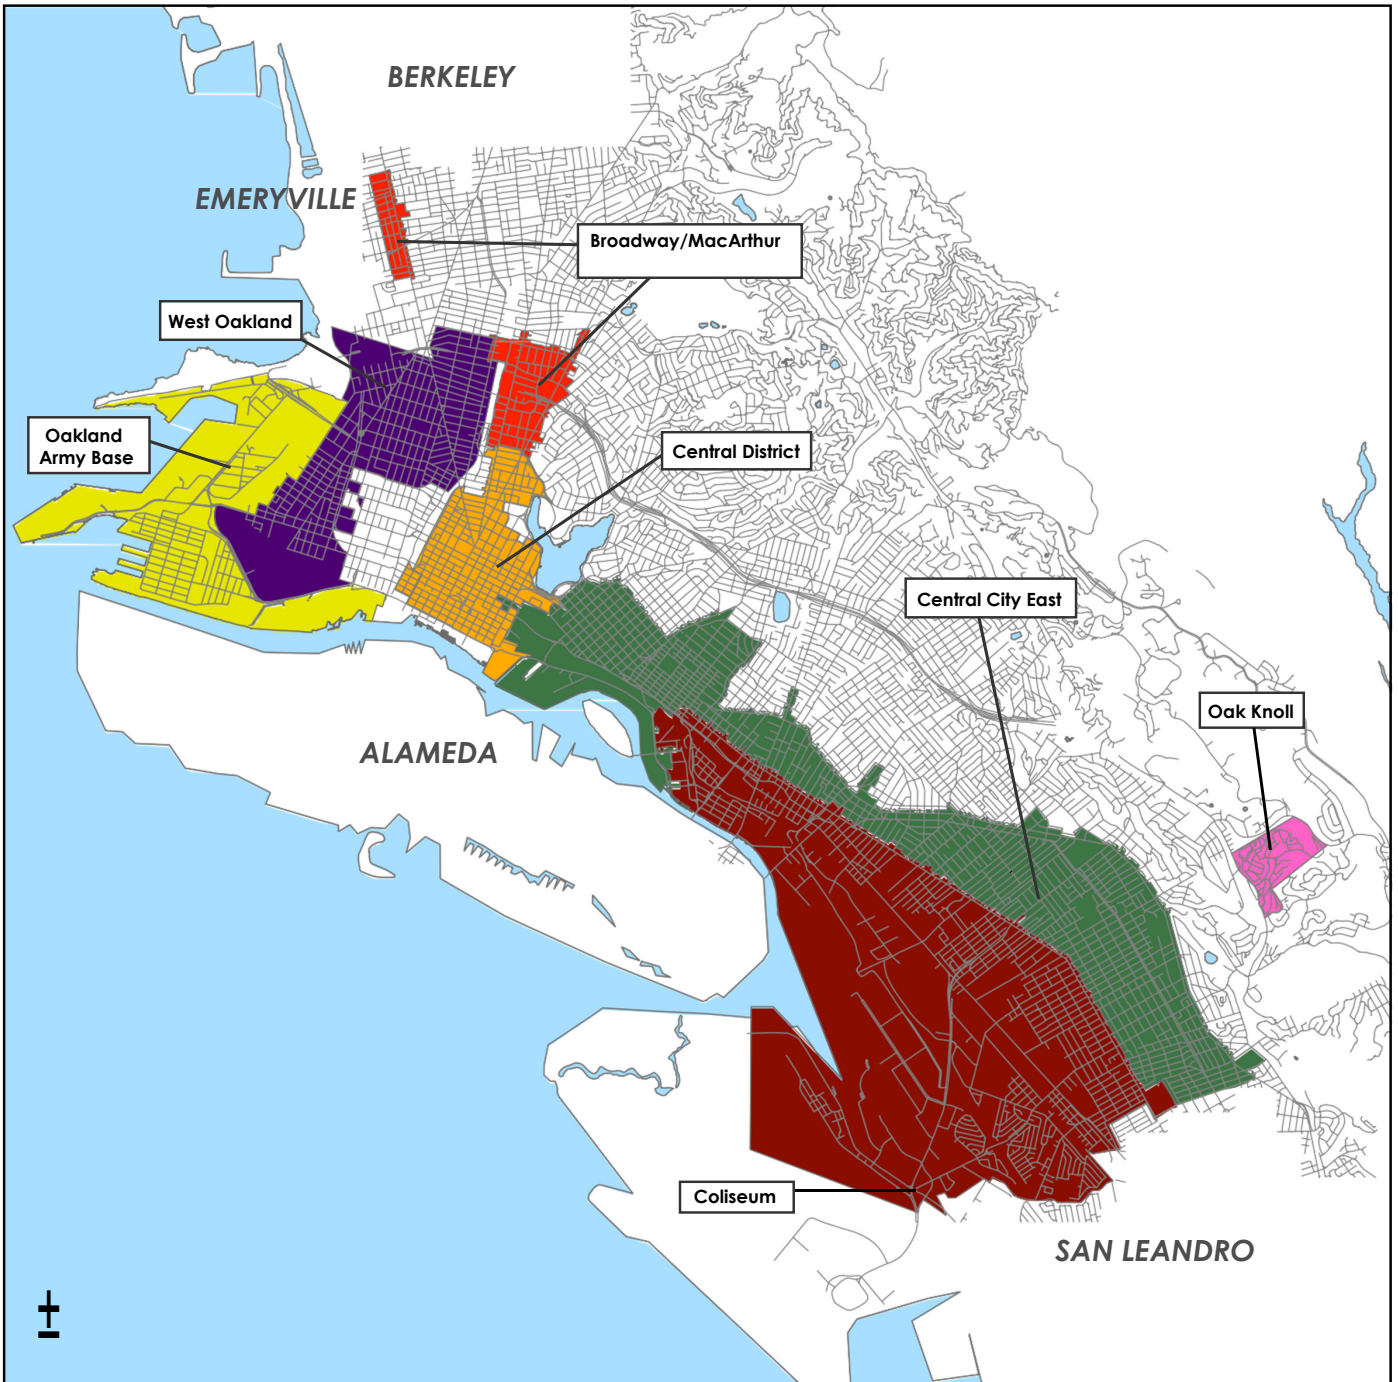 BERKELEY
EMERYVILLE
Broadway/MacArthur
West Oakland
Oakland
Army Base
Central District
Central City East
Oak Knoll
ALAMEDA
Coliseum
SAN LEANDRO